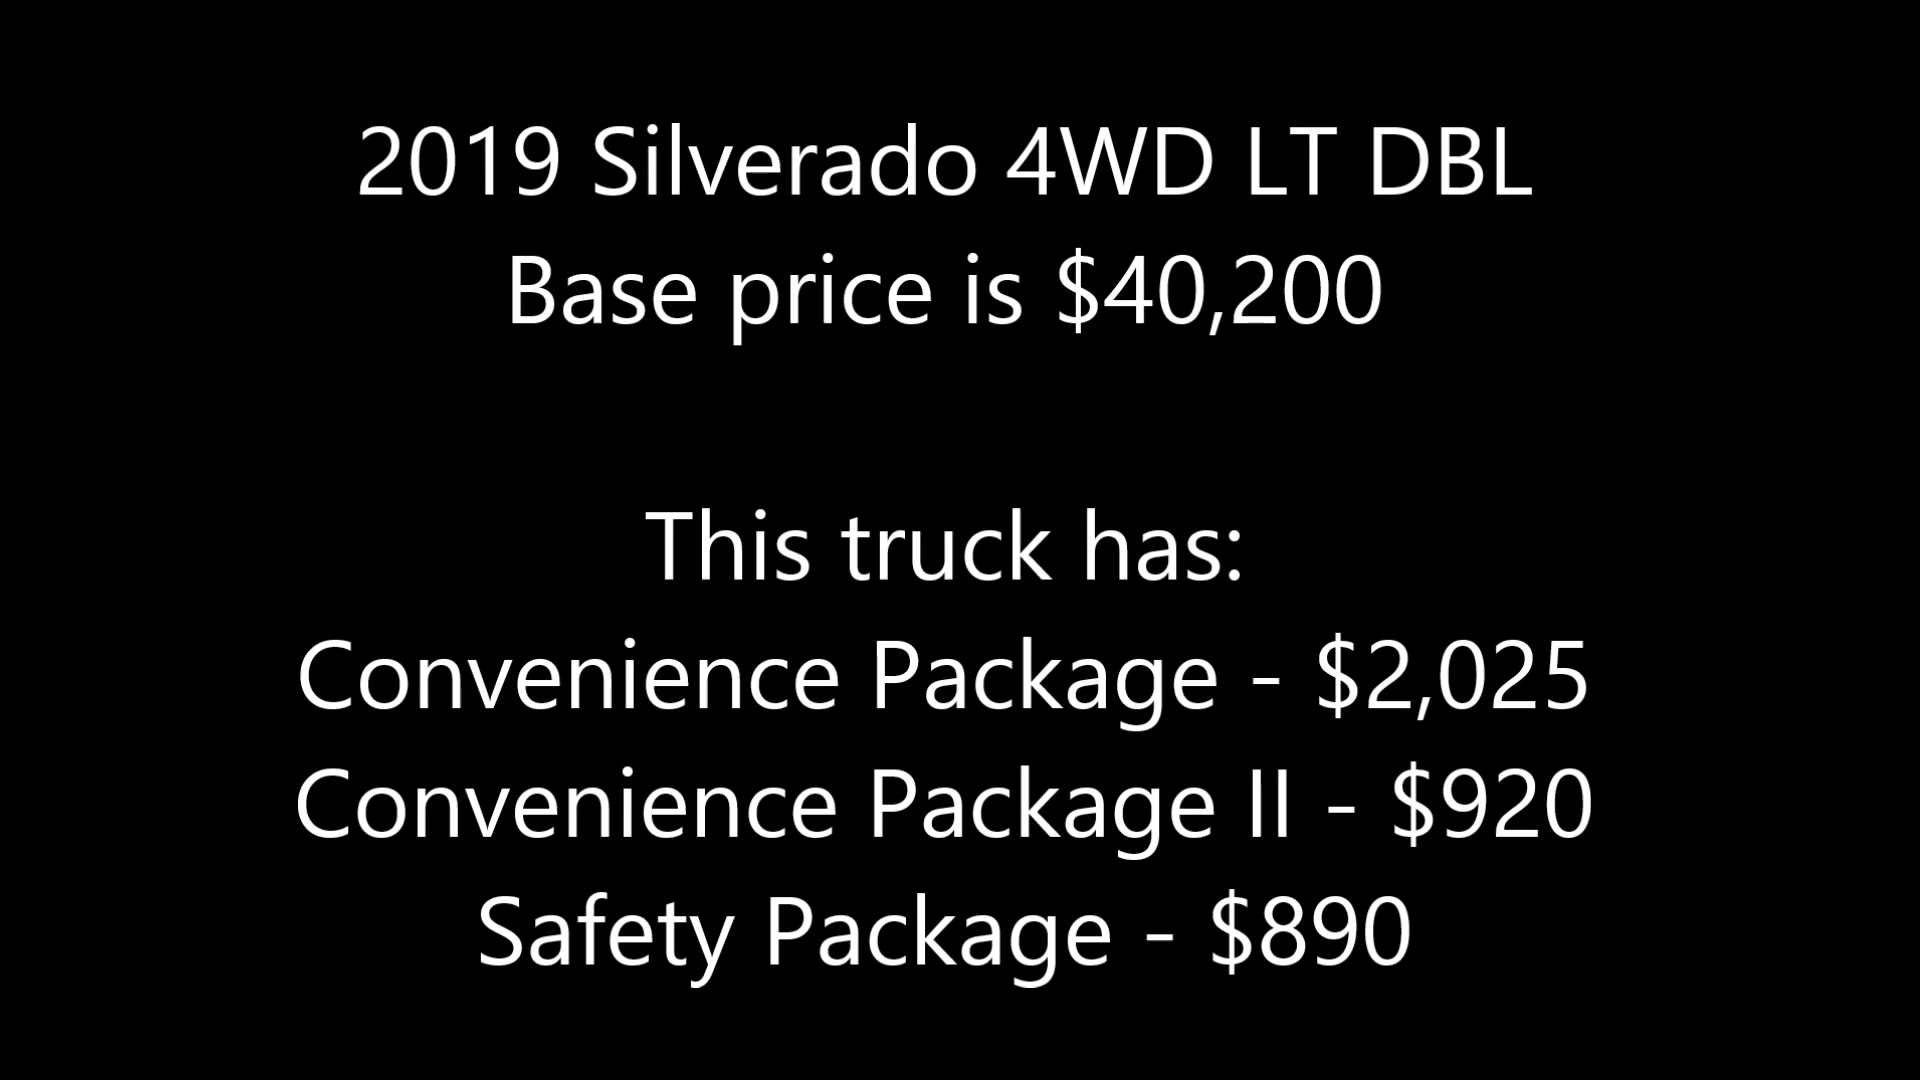 2019 Silverado 4WD LT DBL
Base price is $40,200
This truck has:
Convenience Package - $2,025
Convenience Package II - $920
Safety Package - $890